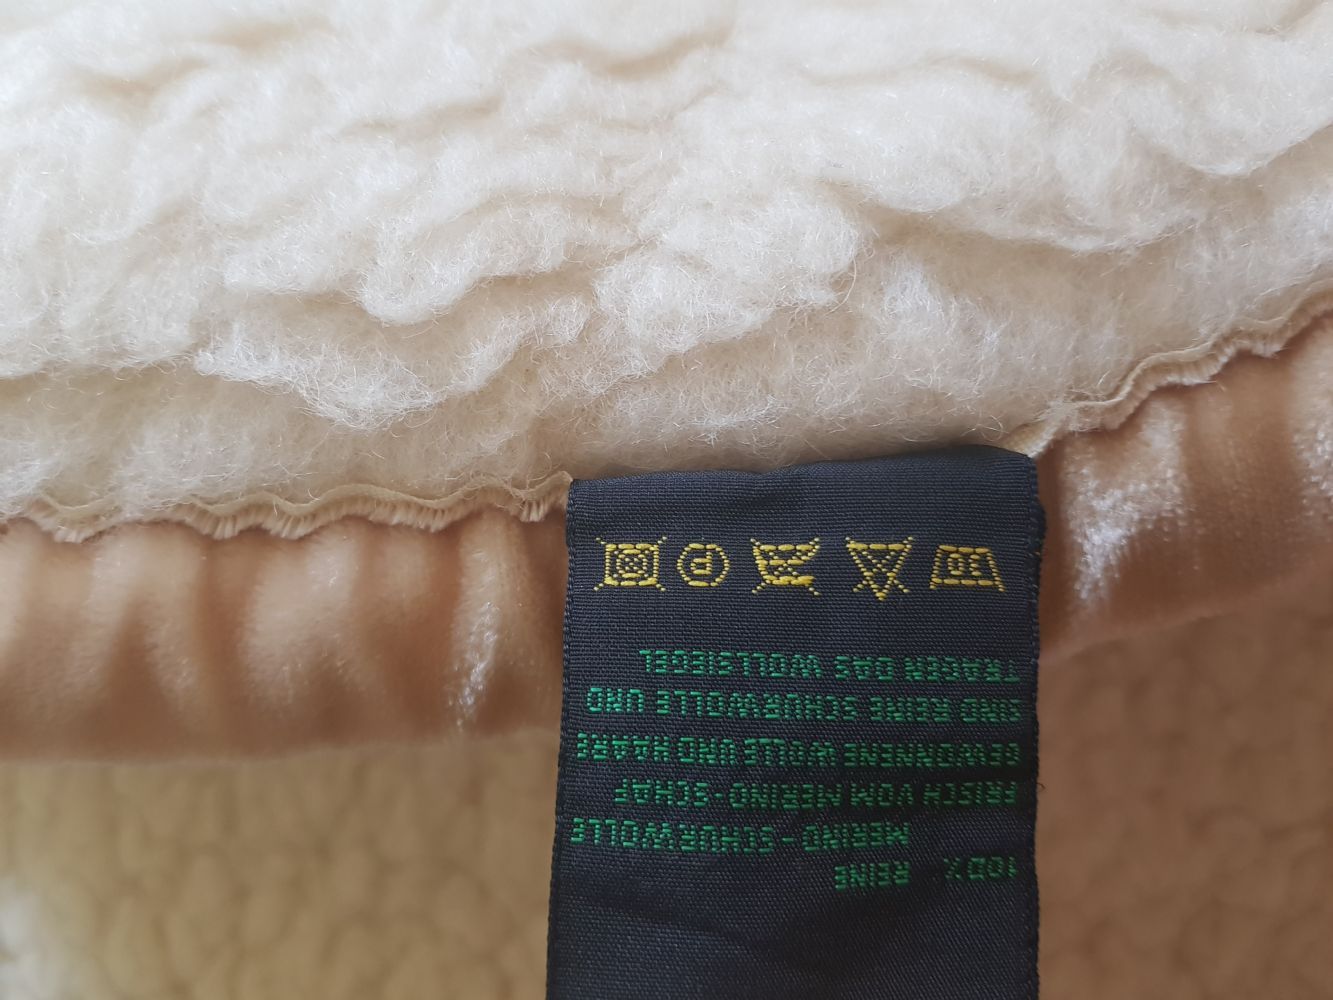 100% REINE
MERINO-SCHURWOLLE
FRISCH VOM MERINO-SCHAF
GEWONNENE WOLLE UND HAARE
SIND REINE SCHURWOLLE UND
TRAGEN DAS WOLLSIEGEL
P